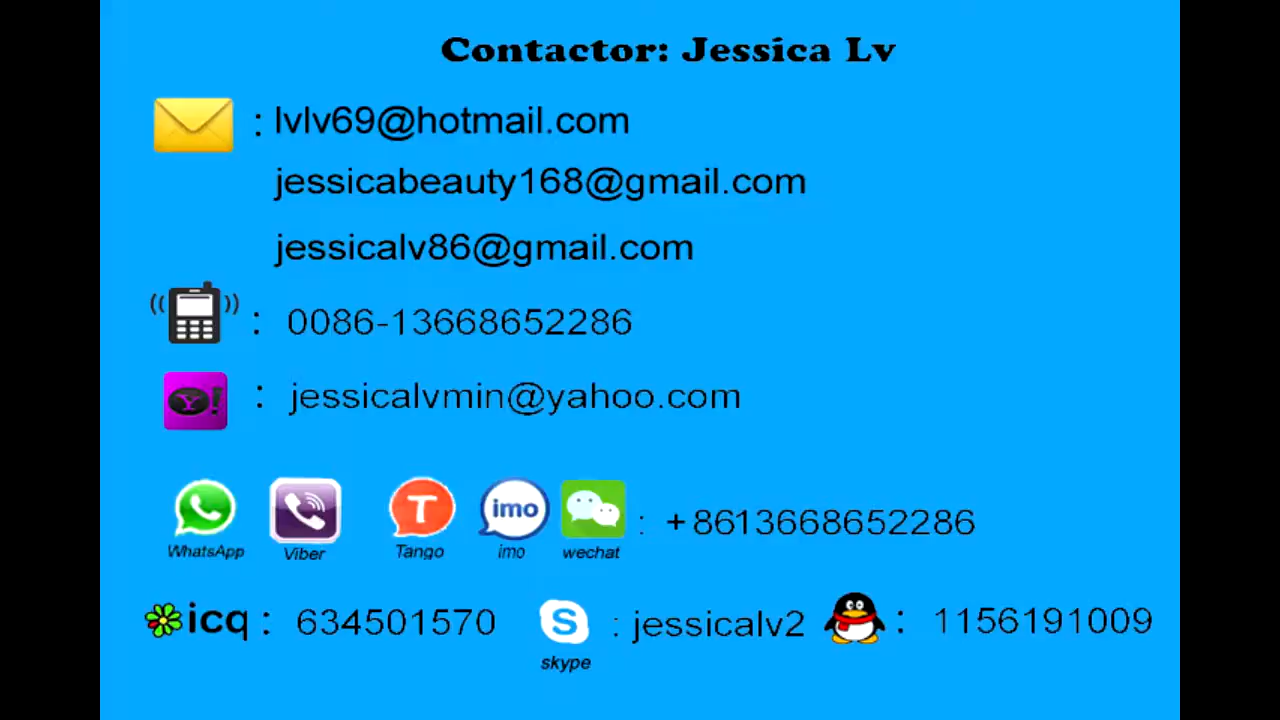 Contactor: Jessica Lv
: lvlv69@hotmail.com
jessicabeauty168@gmail.com
jessicalv86@gmail.com
: 0086-13668652286
Y! : jessicalvmin@yahoo.com
T imo : +8613668652286
WhatsApp Viber Tango imo wechat
icq : 634501570 S : jessicalv2 : 1156191009
skype